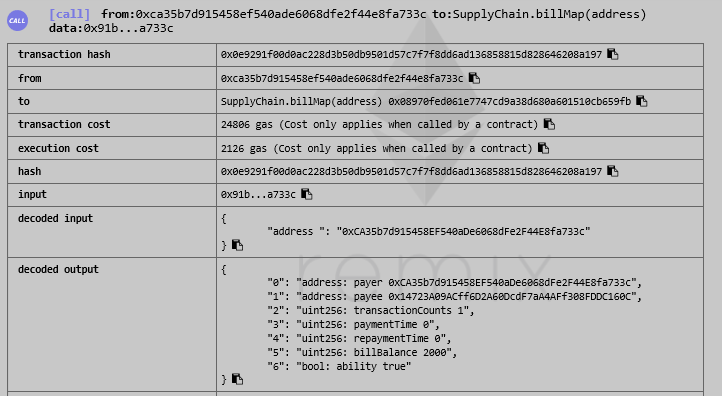 CALL
[call] from:0xca35b7d915458ef540ade6068dfe2f44e8fa733c to:SupplyChain.billMap(address)
data:0x91b...a733c
transaction hash 0x0e9291f00d0ac228d3b50db9501d57c7f7f8dd6ad136858815d828646208a197
from 0xca35b7d915458ef540ade6068dfe2f44e8fa733c
to SupplyChain.billMap(address) 0x08970fed061e7747cd9a38d680a601510cb659fb
transaction cost 24806 gas (Cost only applies when called by a contract)
execution cost 2126 gas (Cost only applies when called by a contract)
hash 0x0e9291f00d0ac228d3b50db9501d57c7f7f8dd6ad136858815d828646208a197
input 0x91b...a733c
decoded input {
"address ": "0xCA35b7d915458EF540aDe6068dFe2F44E8fa733c"
}
decoded output {
"0": "address: payer 0xCA35b7d915458EF540aDe6068dFe2F44E8fa733c",
"1": "address: payee 0x14723A09ACff6D2A60DcdF7aA4AFf308FDDC160C",
"2": "uint256: transactionCounts 1",
"3": "uint256: paymentTime 0",
"4": "uint256: repaymentTime 0",
"5": "uint256: billBalance 2000",
"6": "bool: ability true"
}
remix